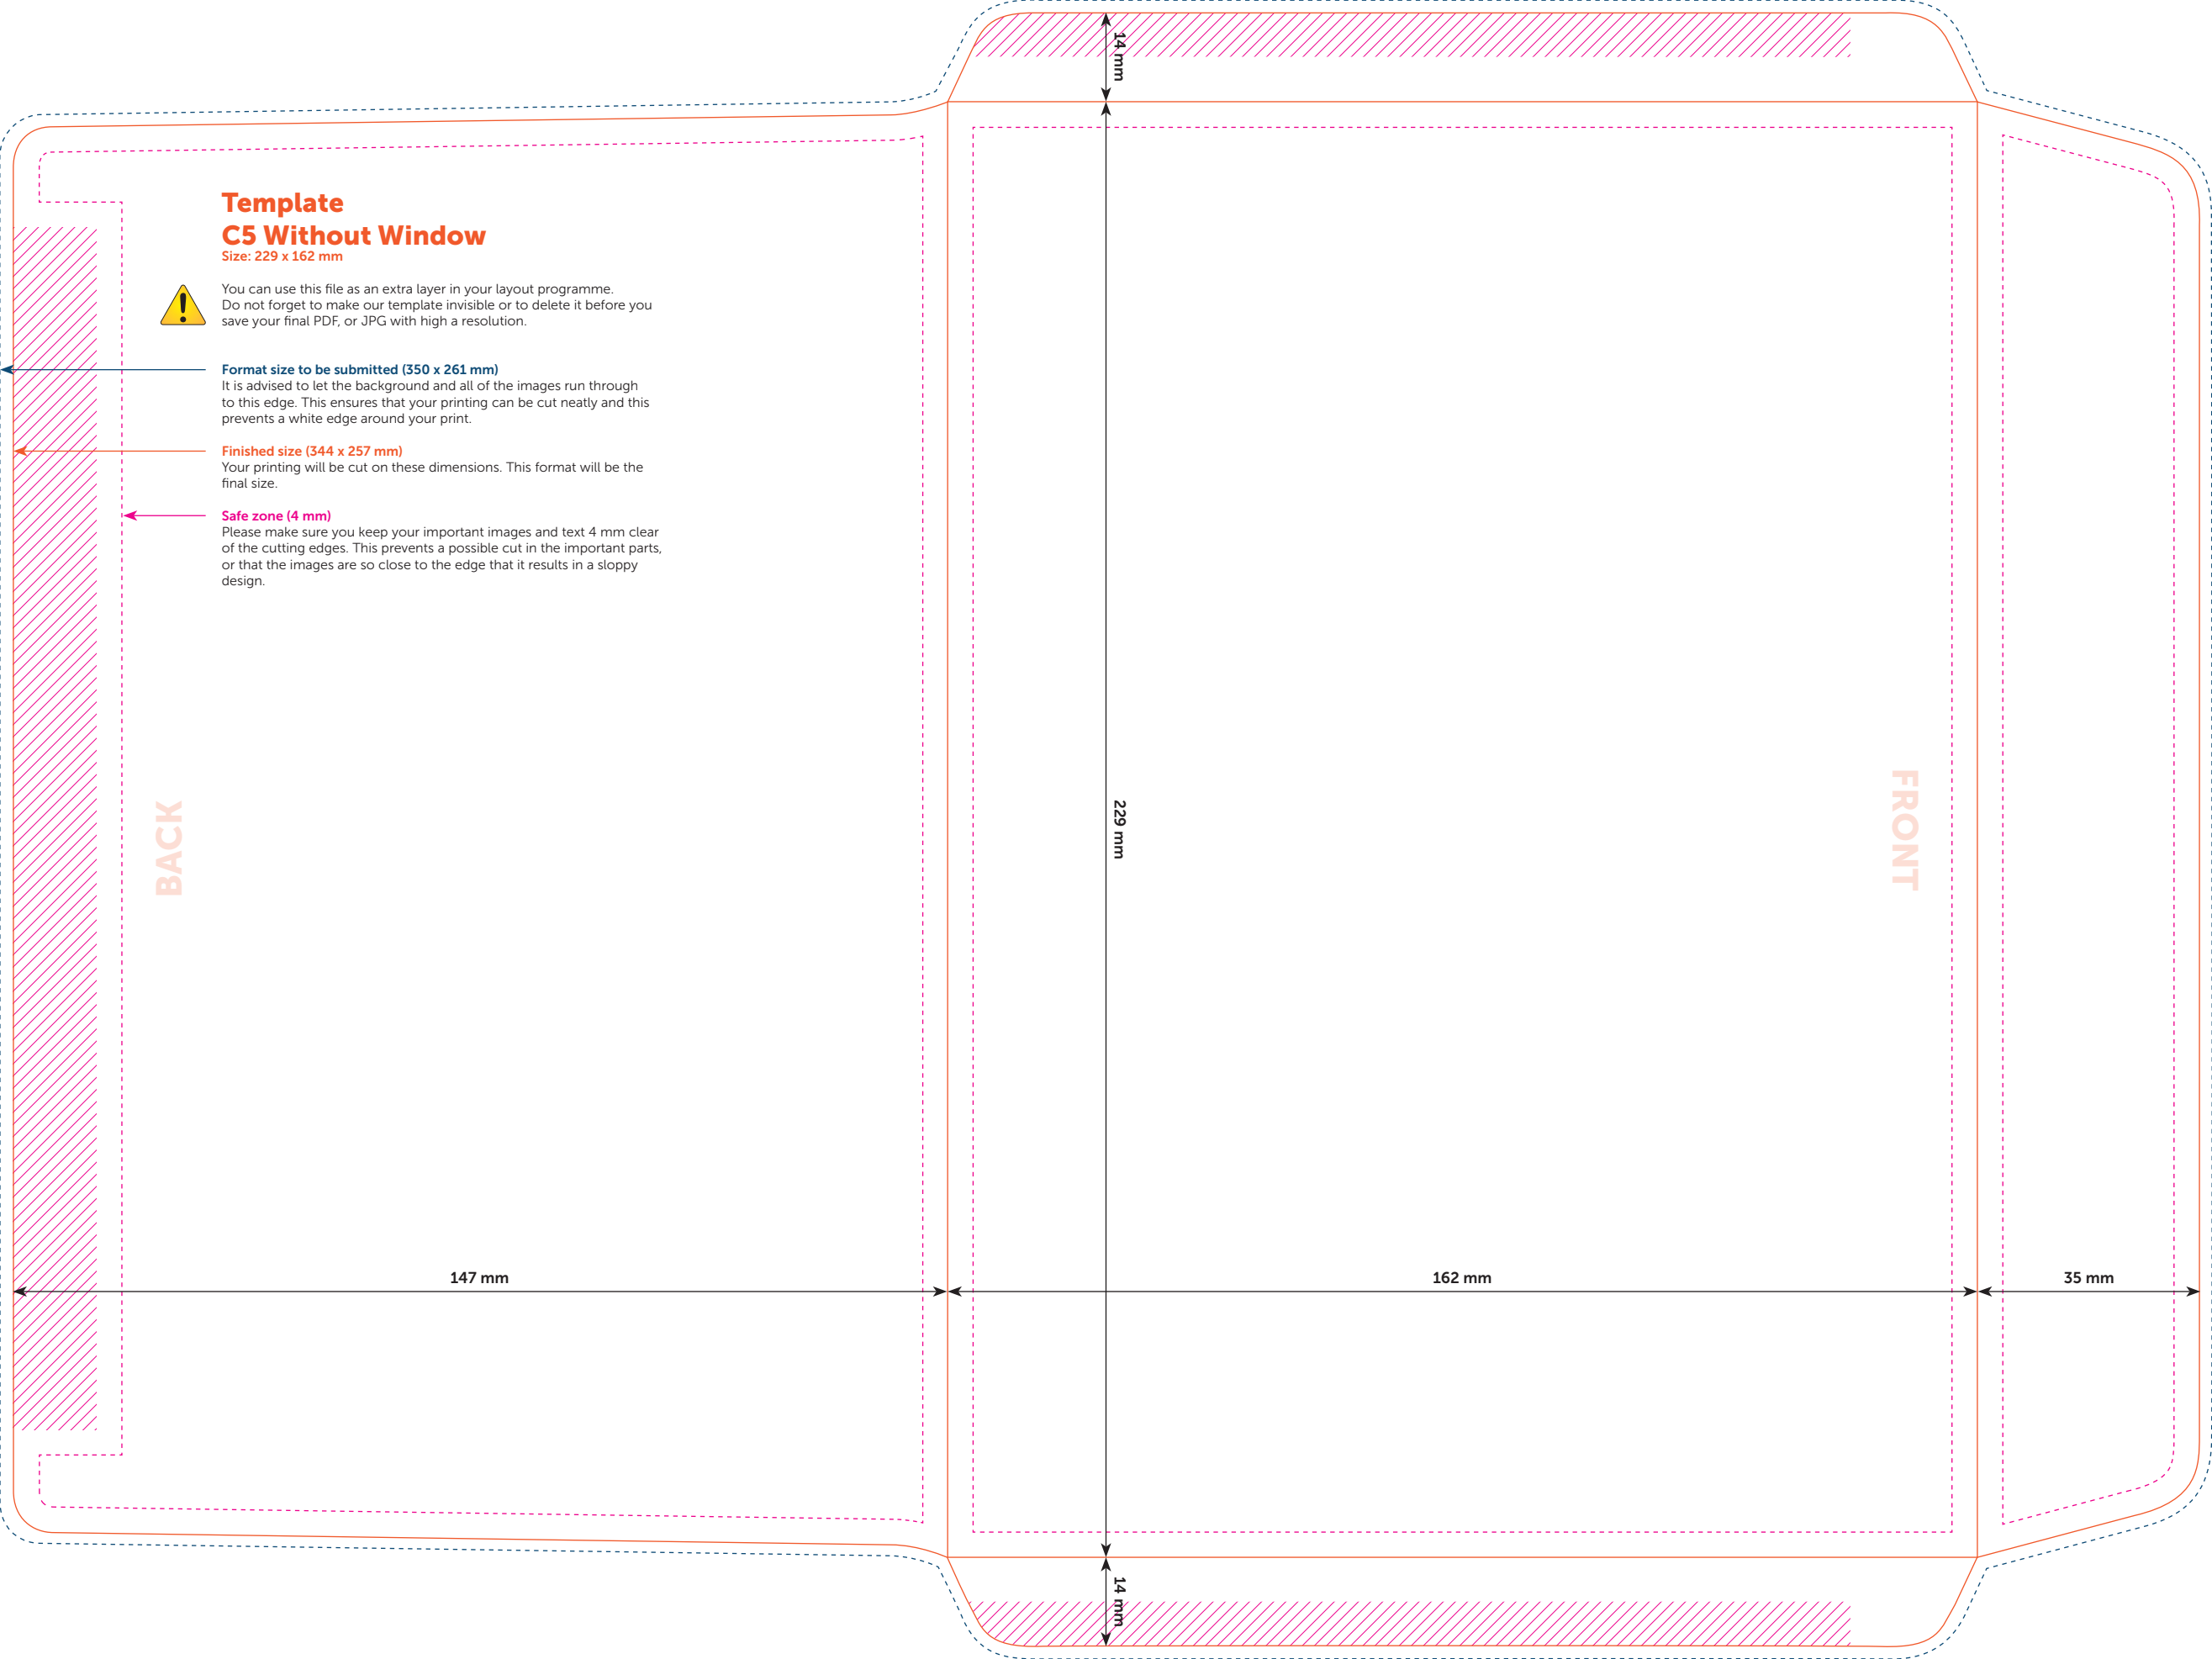 14 mm
Template
C5 Without Window
Size: 229 x 162 mm
You can use this file as an extra layer in your layout programme.
Do not forget to make our template invisible or to delete it before you
save your final PDF, or JPG with high a resolution.
Format size to be submitted (350 x 261 mm)
It is advised to let the background and all of the images run through
to this edge. This ensures that your printing can be cut neatly and this
prevents a white edge around your print.
Finished size (344 x 257 mm)
Your printing will be cut on these dimensions. This format will be the
final size.
Safe zone (4 mm)
Please make sure you keep your important images and text 4 mm clear
of the cutting edges. This prevents a possible cut in the important parts,
or that the images are so close to the edge that it results in a sloppy
design.
BACK
229 mm
FRONT
147 mm
162 mm
35 mm
14 mm